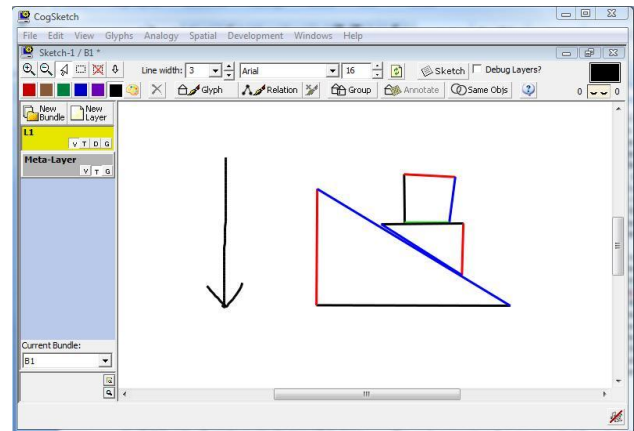 CogSketch
File Edit View Glyphs Analogy Spatial Development Windows Help
Sketch-1 / B1 *
Line width: 3 Arial 16 Sketch Debug Layers?
Glyph Relation Group Annotate Same Objs 0 0
New Bundle New Layer
L1
V T D G
Meta-Layer
V T G
Current Bundle:
B1